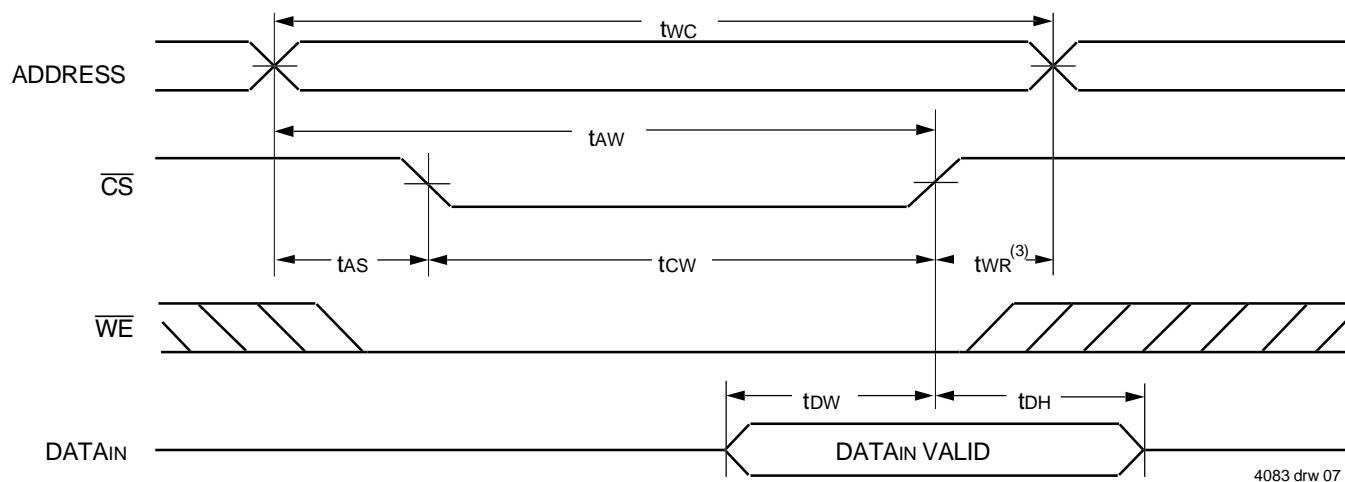 tWC
ADDRESS
tAW
CS
tAS
tCW
tWR(3)
WE
tDW
tDH
DATAIN
DATAIN VALID
4083 drw 07